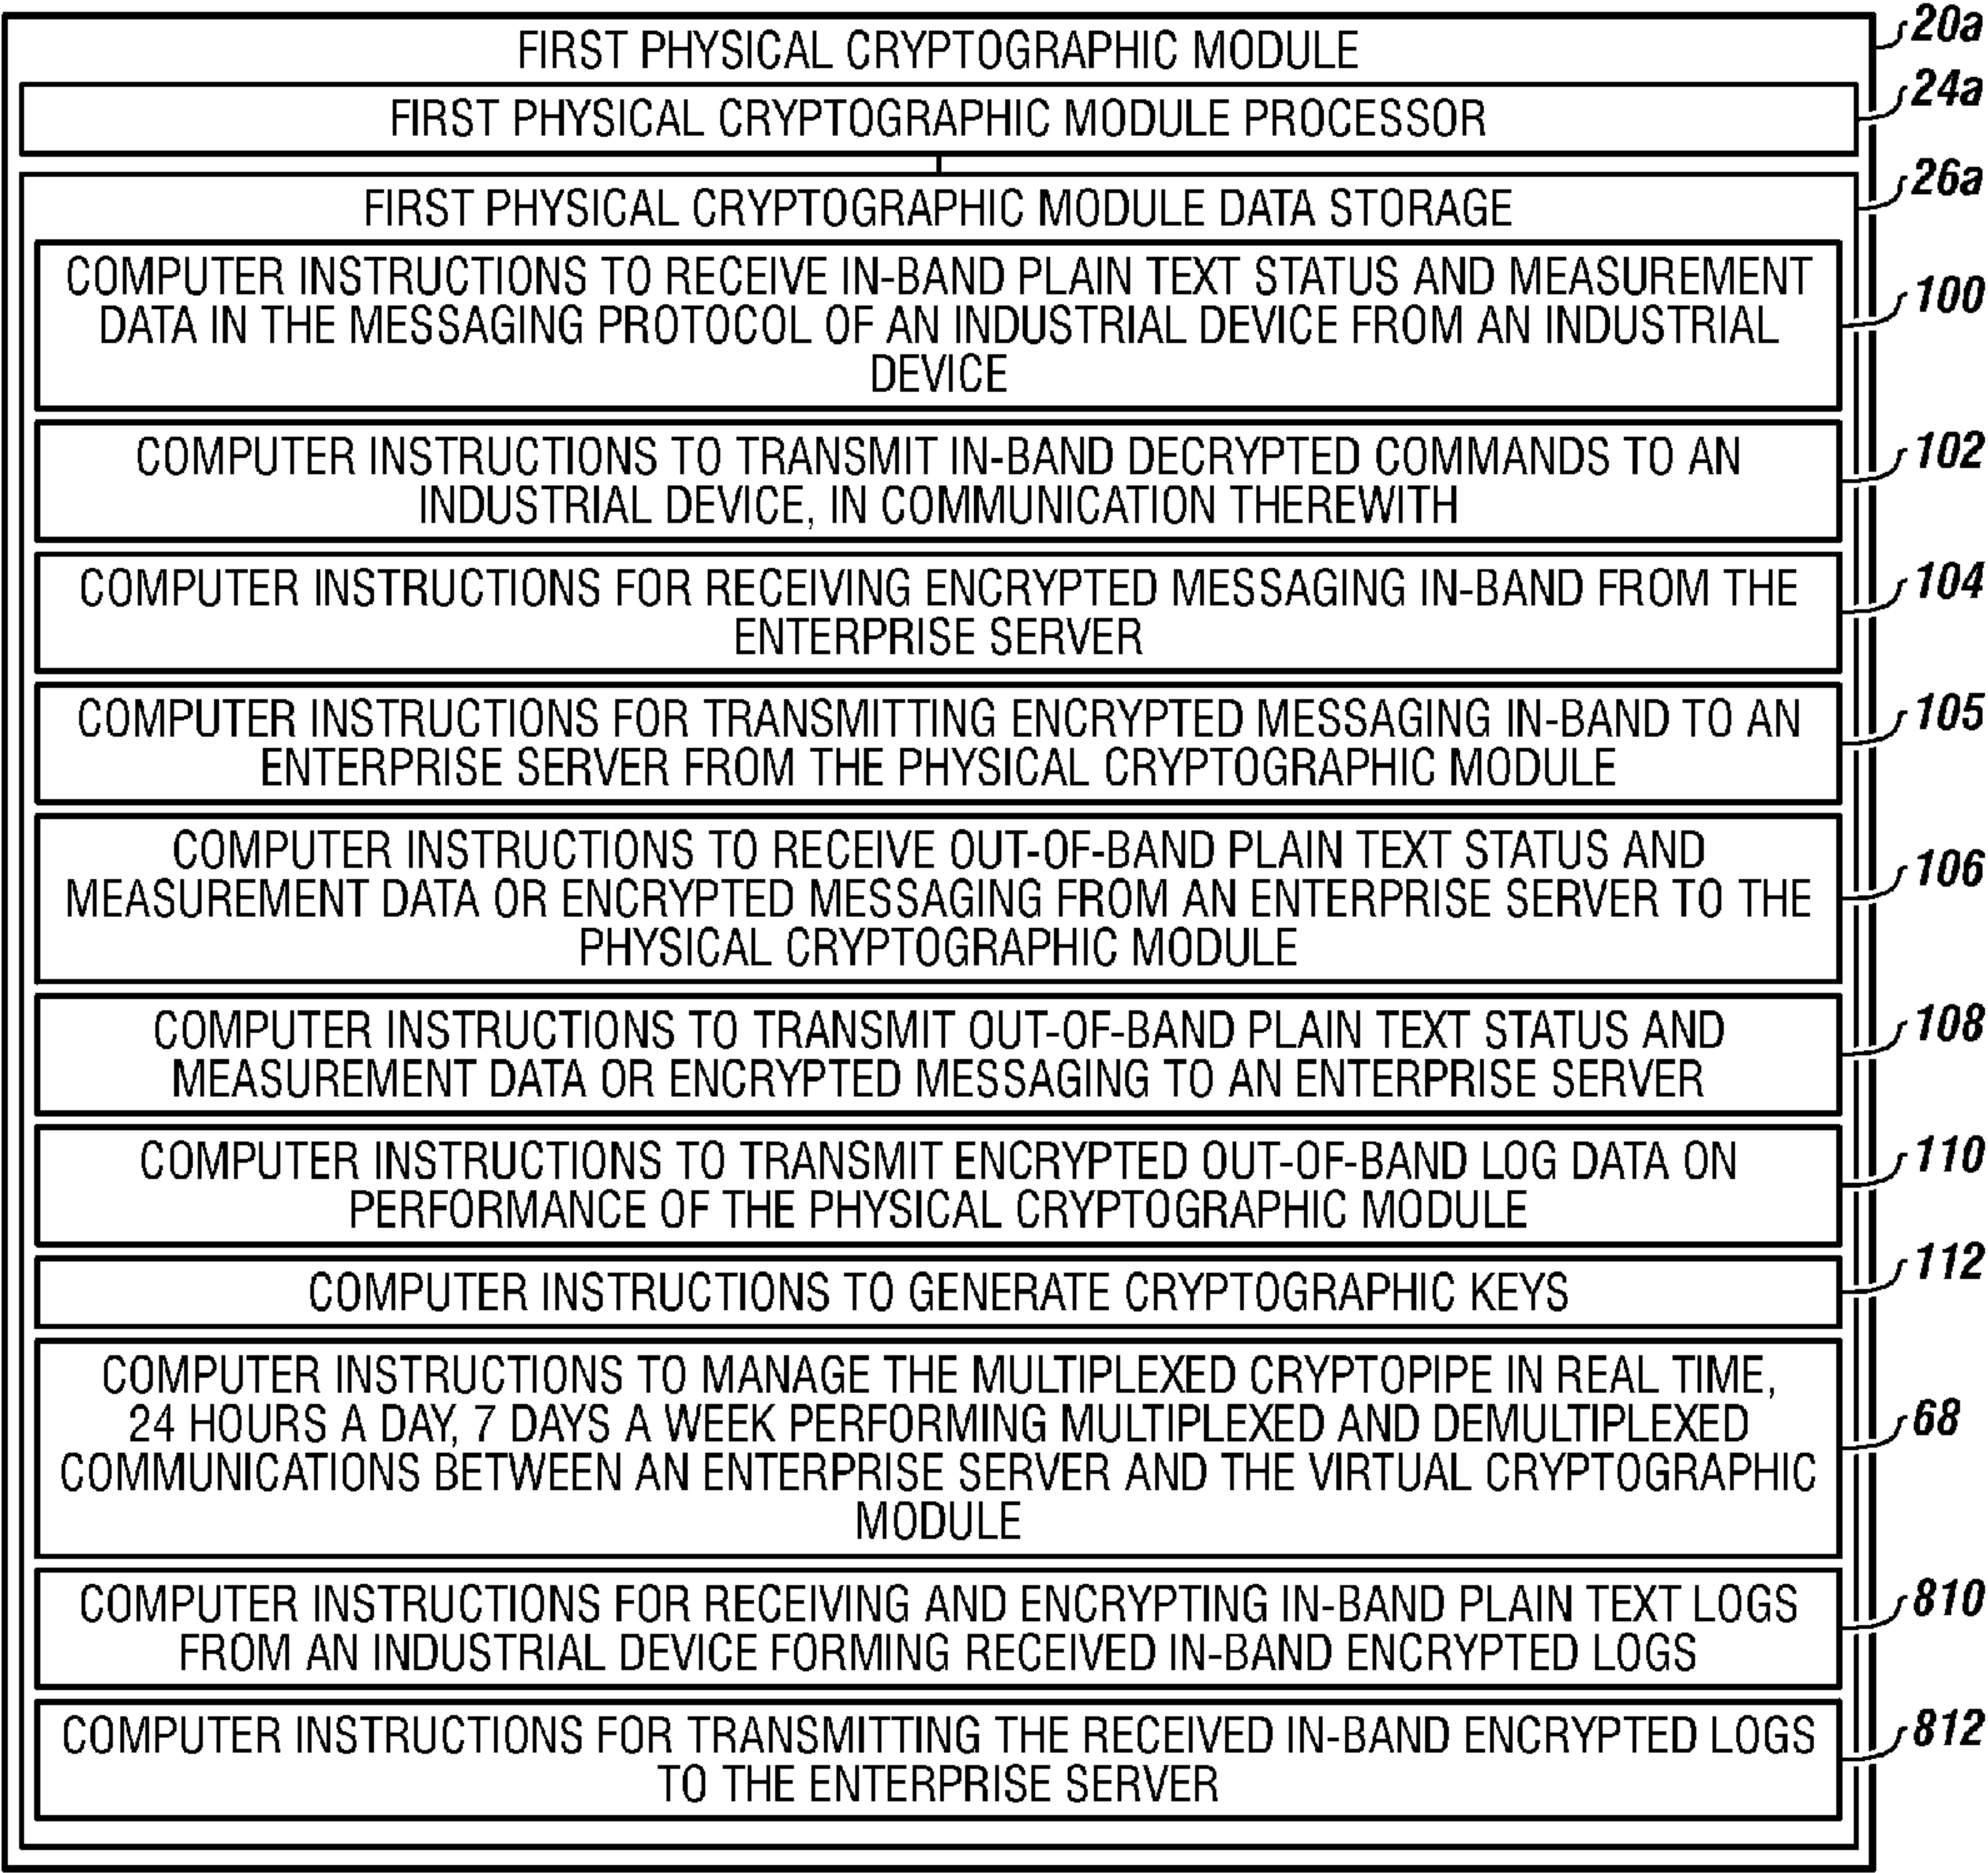 FIRST PHYSICAL CRYPTOGRAPHIC MODULE
20a
FIRST PHYSICAL CRYPTOGRAPHIC MODULE PROCESSOR
24a
FIRST PHYSICAL CRYPTOGRAPHIC MODULE DATA STORAGE
26a
COMPUTER INSTRUCTIONS TO RECEIVE IN-BAND PLAIN TEXT STATUS AND MEASUREMENT
DATA IN THE MESSAGING PROTOCOL OF AN INDUSTRIAL DEVICE FROM AN INDUSTRIAL
DEVICE
100
COMPUTER INSTRUCTIONS TO TRANSMIT IN-BAND DECRYPTED COMMANDS TO AN
INDUSTRIAL DEVICE, IN COMMUNICATION THEREWITH
102
COMPUTER INSTRUCTIONS FOR RECEIVING ENCRYPTED MESSAGING IN-BAND FROM THE
ENTERPRISE SERVER
104
COMPUTER INSTRUCTIONS FOR TRANSMITTING ENCRYPTED MESSAGING IN-BAND TO AN
ENTERPRISE SERVER FROM THE PHYSICAL CRYPTOGRAPHIC MODULE
105
COMPUTER INSTRUCTIONS TO RECEIVE OUT-OF-BAND PLAIN TEXT STATUS AND
MEASUREMENT DATA OR ENCRYPTED MESSAGING FROM AN ENTERPRISE SERVER TO THE
PHYSICAL CRYPTOGRAPHIC MODULE
106
COMPUTER INSTRUCTIONS TO TRANSMIT OUT-OF-BAND PLAIN TEXT STATUS AND
MEASUREMENT DATA OR ENCRYPTED MESSAGING TO AN ENTERPRISE SERVER
108
COMPUTER INSTRUCTIONS TO TRANSMIT ENCRYPTED OUT-OF-BAND LOG DATA ON
PERFORMANCE OF THE PHYSICAL CRYPTOGRAPHIC MODULE
110
COMPUTER INSTRUCTIONS TO GENERATE CRYPTOGRAPHIC KEYS
112
COMPUTER INSTRUCTIONS TO MANAGE THE MULTIPLEXED CRYPTOPIPE IN REAL TIME,
24 HOURS A DAY, 7 DAYS A WEEK PERFORMING MULTIPLEXED AND DEMULTIPLEXED
COMMUNICATIONS BETWEEN AN ENTERPRISE SERVER AND THE VIRTUAL CRYPTOGRAPHIC
MODULE
68
COMPUTER INSTRUCTIONS FOR RECEIVING AND ENCRYPTING IN-BAND PLAIN TEXT LOGS
FROM AN INDUSTRIAL DEVICE FORMING RECEIVED IN-BAND ENCRYPTED LOGS
810
COMPUTER INSTRUCTIONS FOR TRANSMITTING THE RECEIVED IN-BAND ENCRYPTED LOGS
TO THE ENTERPRISE SERVER
812